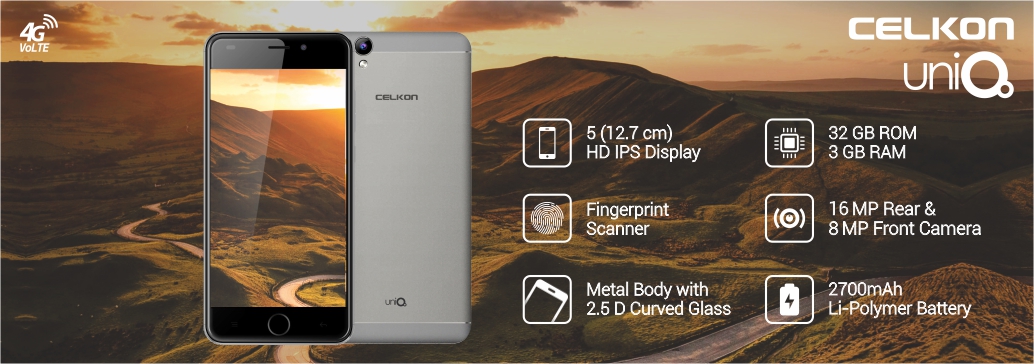 4G
VoLTE
CELKON
uniQ
CELKON
uniQ
5 (12.7 cm)
HD IPS Display
32 GB ROM
3 GB RAM
Fingerprint
Scanner
16 MP Rear &
8 MP Front Camera
Metal Body with
2.5 D Curved Glass
2700mAh
Li-Polymer Battery